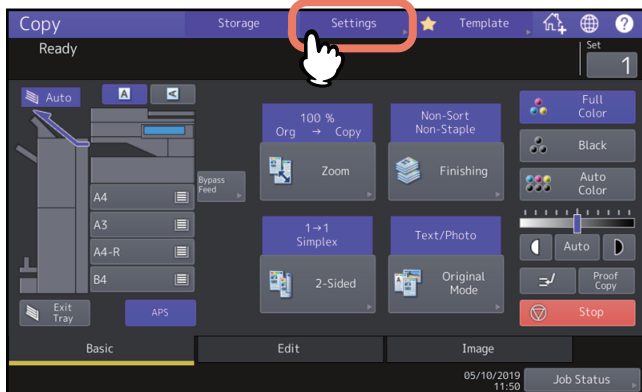 Copy
Storage
Settings
Template
?
Ready
Set
1
Auto
A
A
100 %
Org → Copy
Zoom
Non-Sort
Non-Staple
Finishing
Full
Color
Black
Auto
Color
Bypass
Feed
A4
A3
A4-R
B4
1→1
Simplex
2-Sided
Text/Photo
Original
Mode
Auto
Proof
Copy
Exit
Tray
APS
Stop
Basic
Edit
Image
05/10/2019
11:50
Job Status